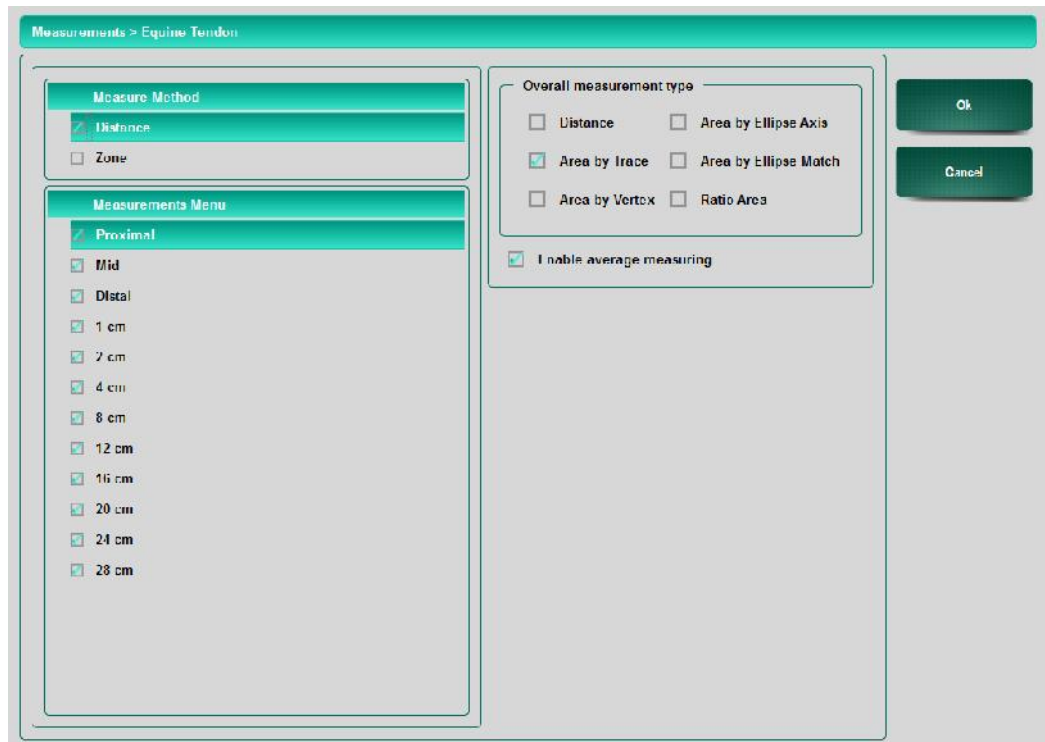 Measurements > Equine Tendon
Measure Method
Distance
Zone
Measurements Menu
Proximal
Mid
Distal
1 cm
2 cm
4 cm
8 cm
12 cm
16 cm
20 cm
24 cm
28 cm
Overall measurement type
Distance Area by Ellipse Axis
Area by Trace Area by Ellipse Match
Area by Vertex Ratio Area
Enable average measuring
Ok
Cancel